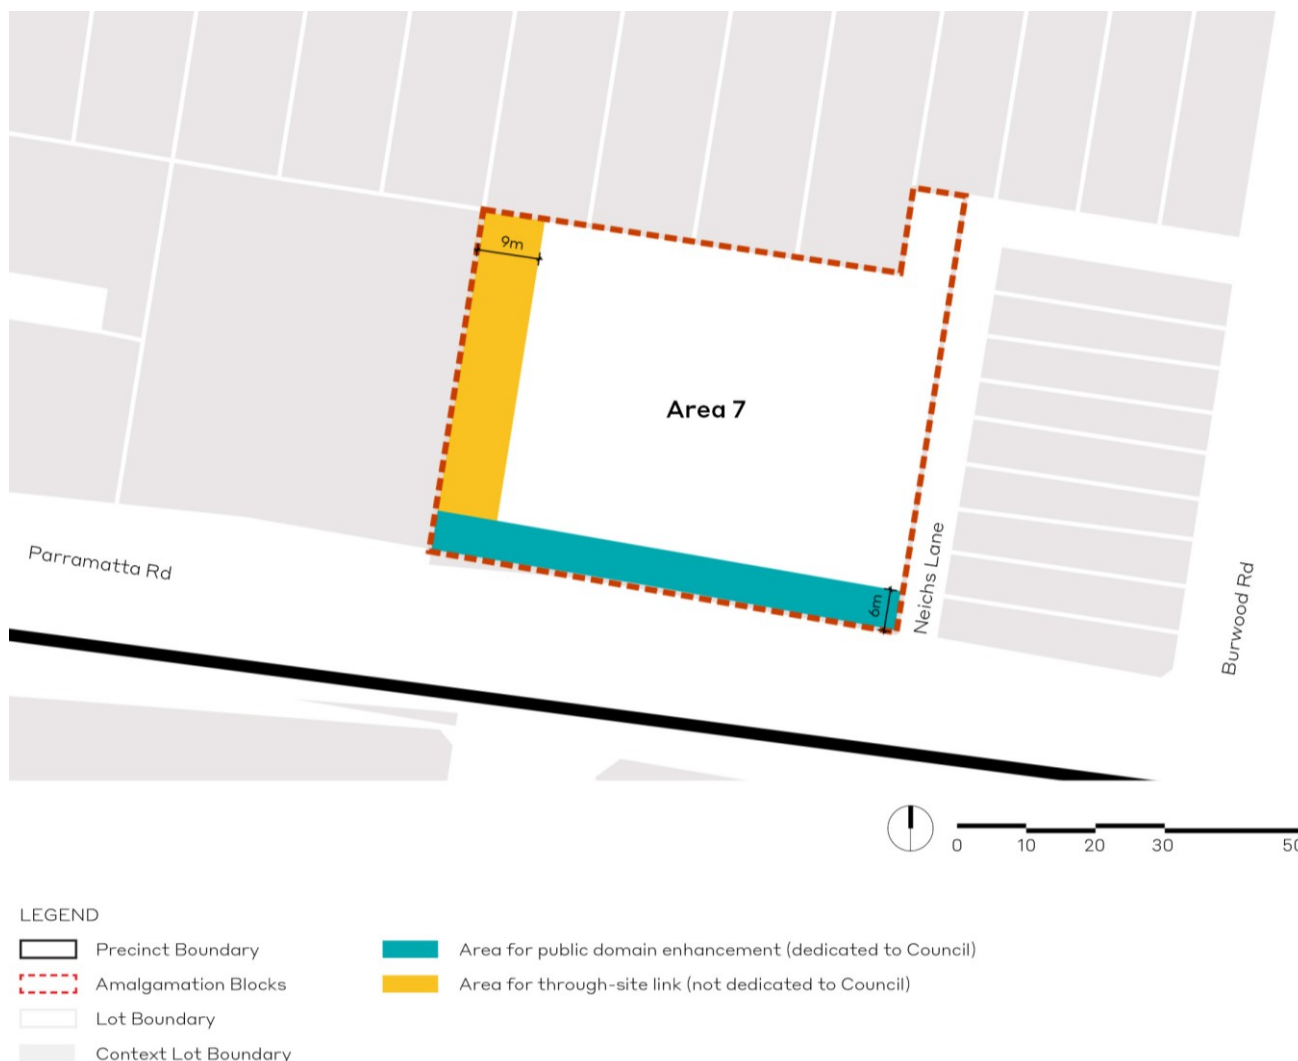 9m
Area 7
Parramatta Rd
6m
Neichs Lane
Burwood Rd
0 10 20 30
LEGEND
Precinct Boundary
Area for public domain enhancement (dedicated to Council)
Amalgamation Blocks
Area for through-site link (not dedicated to Council)
Lot Boundary
Context Lot Boundary